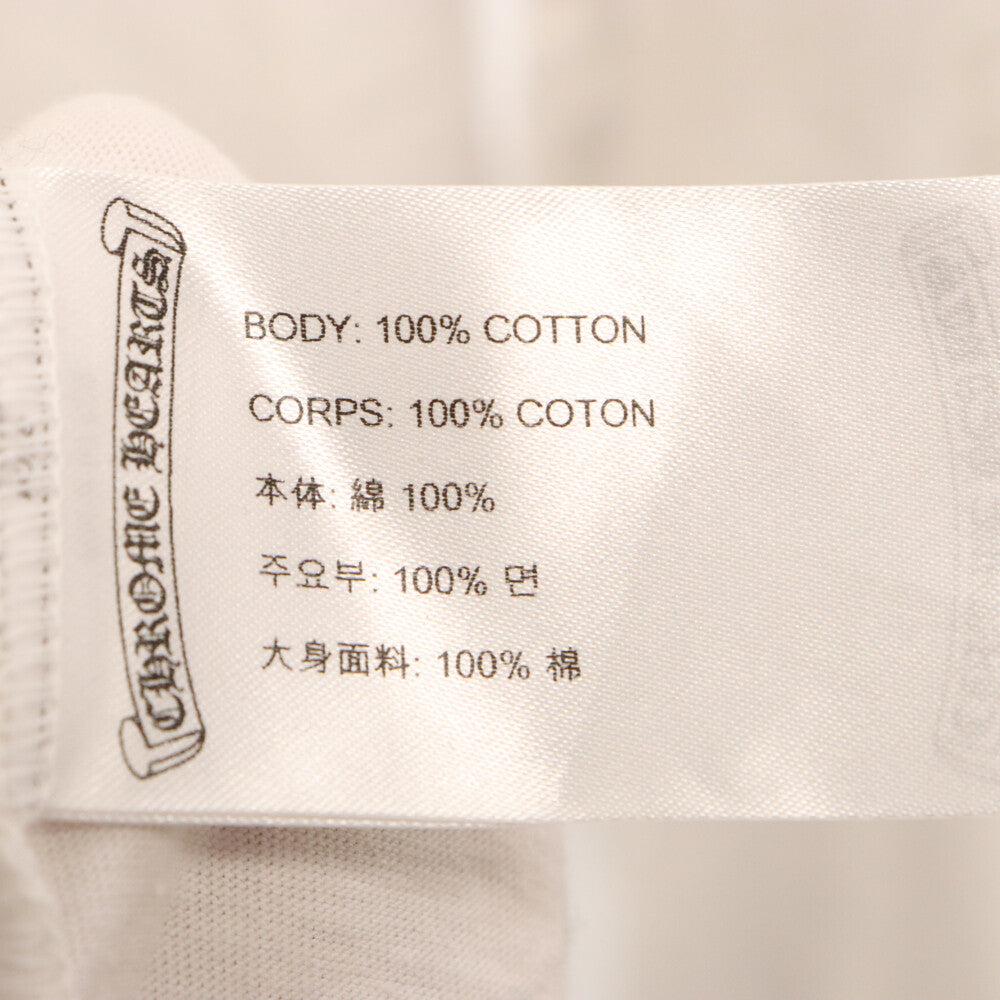 CHROME HEARTS
BODY: 100% COTTON
CORPS: 100% COTON
本体: 綿 100%
주요부: 100% 면
大身面料: 100% 棉